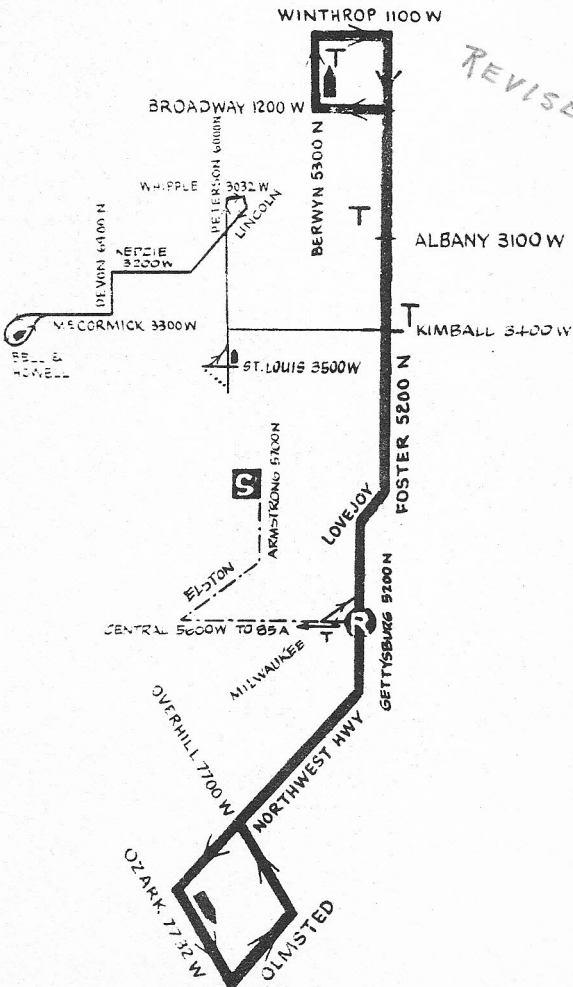 WINTHROP 1100 W
REVISE
BROADWAY 1200 W
BERWYN 5300 N
PETERSON 6000 N
WHIPPLE 3032 W
LINCOLN
ALBANY 3100 W
DEVON 6400 N
KEDZIE
3200 W
McCORMICK 3300 W
KIMBALL 3400 W
BELL &
HOWELL
ST. LOUIS 3500 W
FOSTER 5200 N
S
ARMSTRONG 5700 N
LOVEJOY
ELSTON
CENTRAL 5600 W TO 85A
R
GETTYSBURG 5200 N
MILWAUKEE
OVERHILL 7700 W
NORTHWEST HWY
OZARK 7732 W
OLMSTED
T
T
T
T